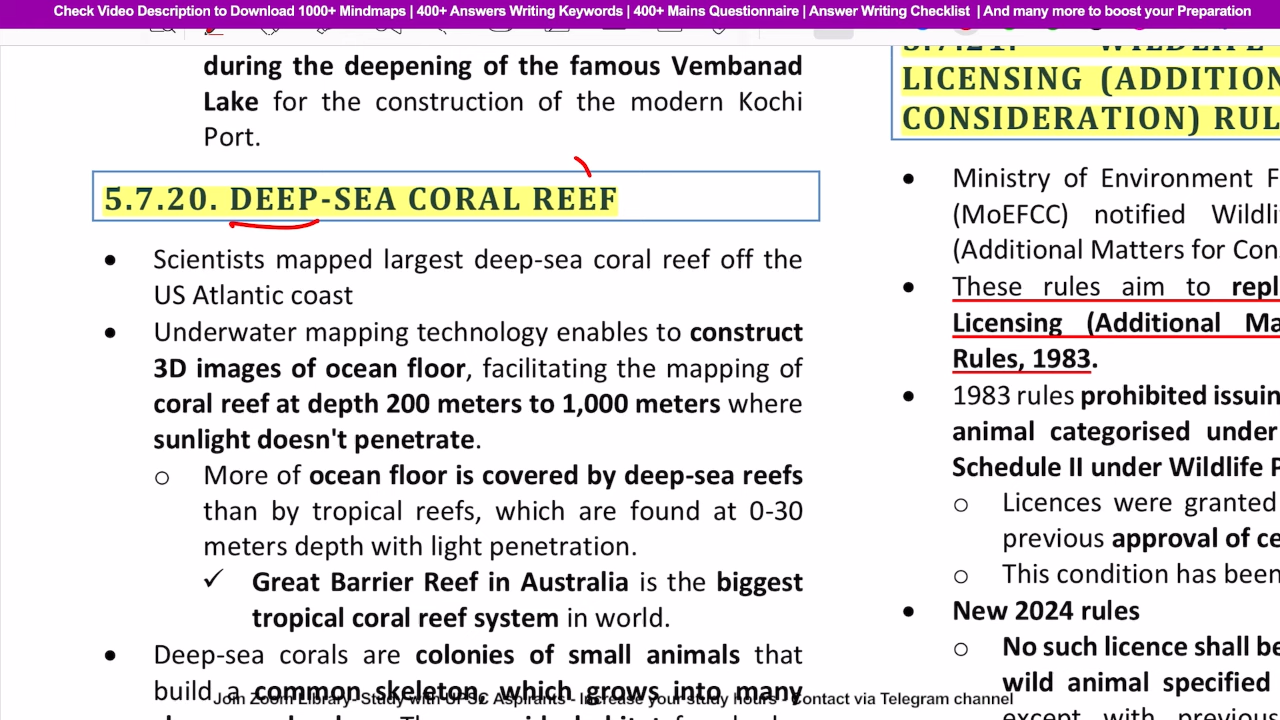 Check Video Description to Download 1000+ Mindmaps | 400+ Answers Writing Keywords | 400+ Mains Questionnaire | Answer Writing Checklist | And many more to boost your Preparation
during the deepening of the famous Vembanad
Lake for the construction of the modern Kochi
Port.
5.7.20. DEEP-SEA CORAL REEF
• Scientists mapped largest deep-sea coral reef off the
US Atlantic coast
• Underwater mapping technology enables to construct
3D images of ocean floor, facilitating the mapping of
coral reef at depth 200 meters to 1,000 meters where
sunlight doesn't penetrate.
o More of ocean floor is covered by deep-sea reefs
than by tropical reefs, which are found at 0-30
meters depth with light penetration.
✓ Great Barrier Reef in Australia is the biggest
tropical coral reef system in world.
• Deep-sea corals are colonies of small animals that
build a common skeleton, which grows into many
5.7.21. WILDLIFE
LICENSING (ADDITION
CONSIDERATION) RUL
• Ministry of Environment F
(MoEFCC) notified Wildli
(Additional Matters for Con
• These rules aim to repl
Licensing (Additional Ma
Rules, 1983.
• 1983 rules prohibited issuin
animal categorised under
Schedule II under Wildlife P
o Licences were granted
previous approval of ce
o This condition has been
• New 2024 rules
o No such licence shall be
wild animal specified
except with previous
Join Zoom Library- Study with UPSC Aspirants - Increase your study hours - Contact via Telegram channel